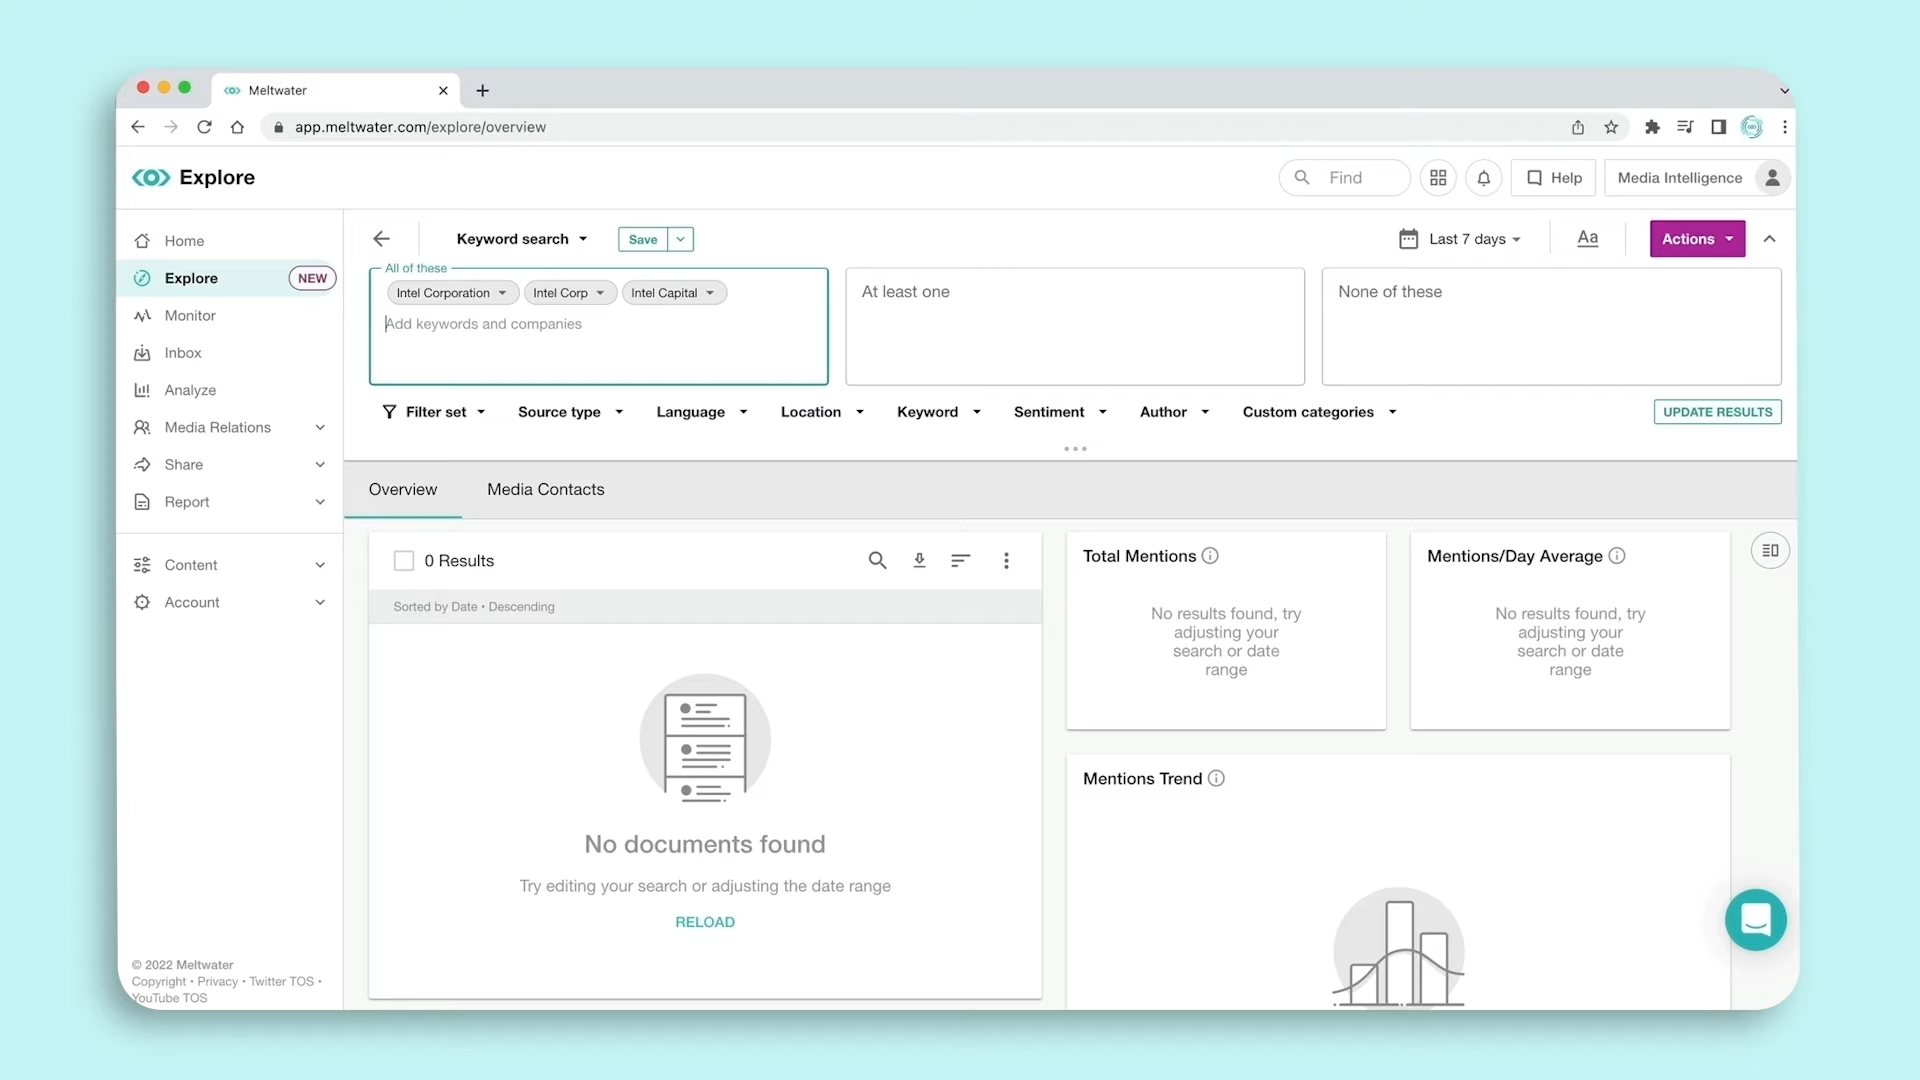 Meltwater
app.meltwater.com/explore/overview
Explore
Find
Help
Media Intelligence
Home
Explore NEW
Monitor
Inbox
Analyze
Media Relations
Share
Report
Content
Account
© 2022 Meltwater
Copyright • Privacy • Twitter TOS •
YouTube TOS
Keyword search
Save
Last 7 days
Aa
Actions
All of these
Intel Corporation Intel Corp Intel Capital
Add keywords and companies
At least one
None of these
Filter set Source type Language Location Keyword Sentiment Author Custom categories
UPDATE RESULTS
Overview Media Contacts
0 Results
Sorted by Date • Descending
No documents found
Try editing your search or adjusting the date range
RELOAD
Total Mentions
No results found, try
adjusting your
search or date
range
Mentions/Day Average
No results found, try
adjusting your
search or date
range
Mentions Trend